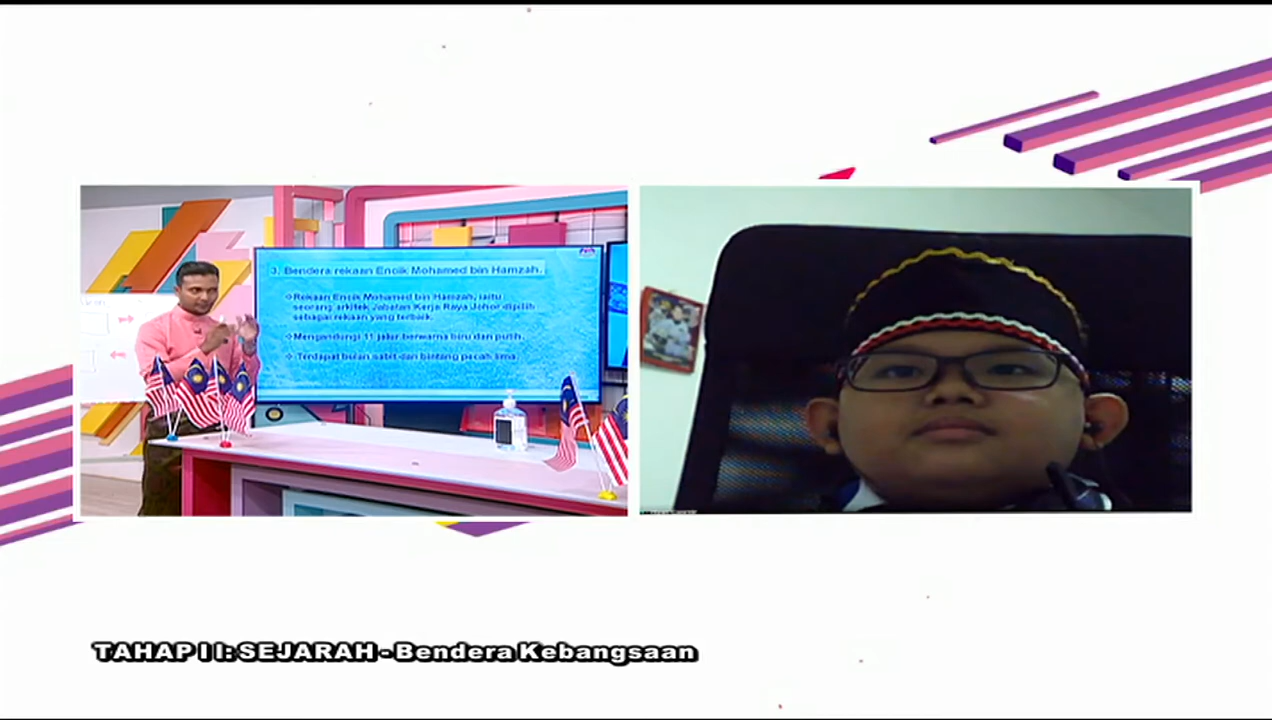 3. Bendera rekaan Encik Mohamed bin Hamzah.
❖Rekaan Encik Mohamed bin Hamzah, iaitu
seorang arkitek Jabatan Kerja Raya Johor dipilih
sebagai rekaan yang terbaik.
❖Mengandungi 11 jalur berwarna biru dan putih.
❖ Terdapat bulan sabit dan bintang pecah lima.
TAHAP II: SEJARAH - Bendera Kebangsaan